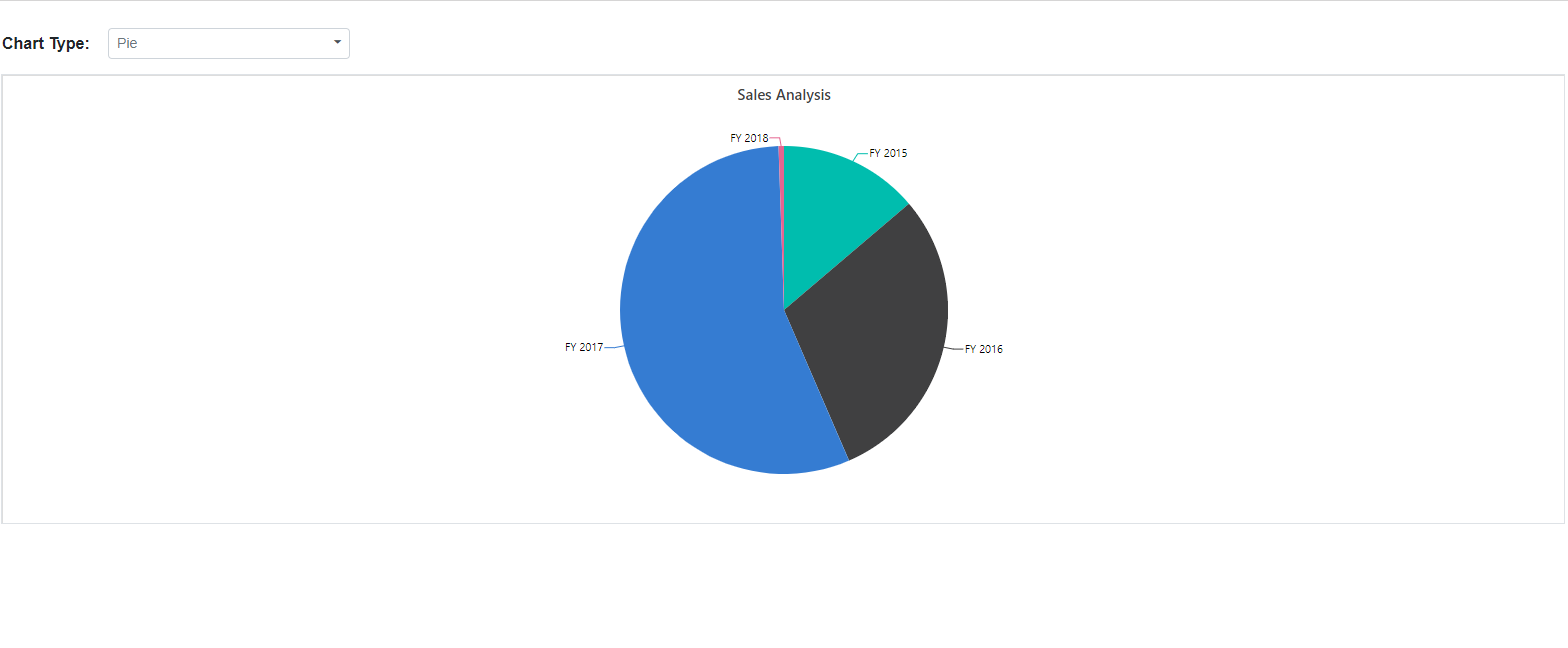 Chart Type: Pie
Sales Analysis
FY 2018
FY 2015
FY 2017
FY 2016